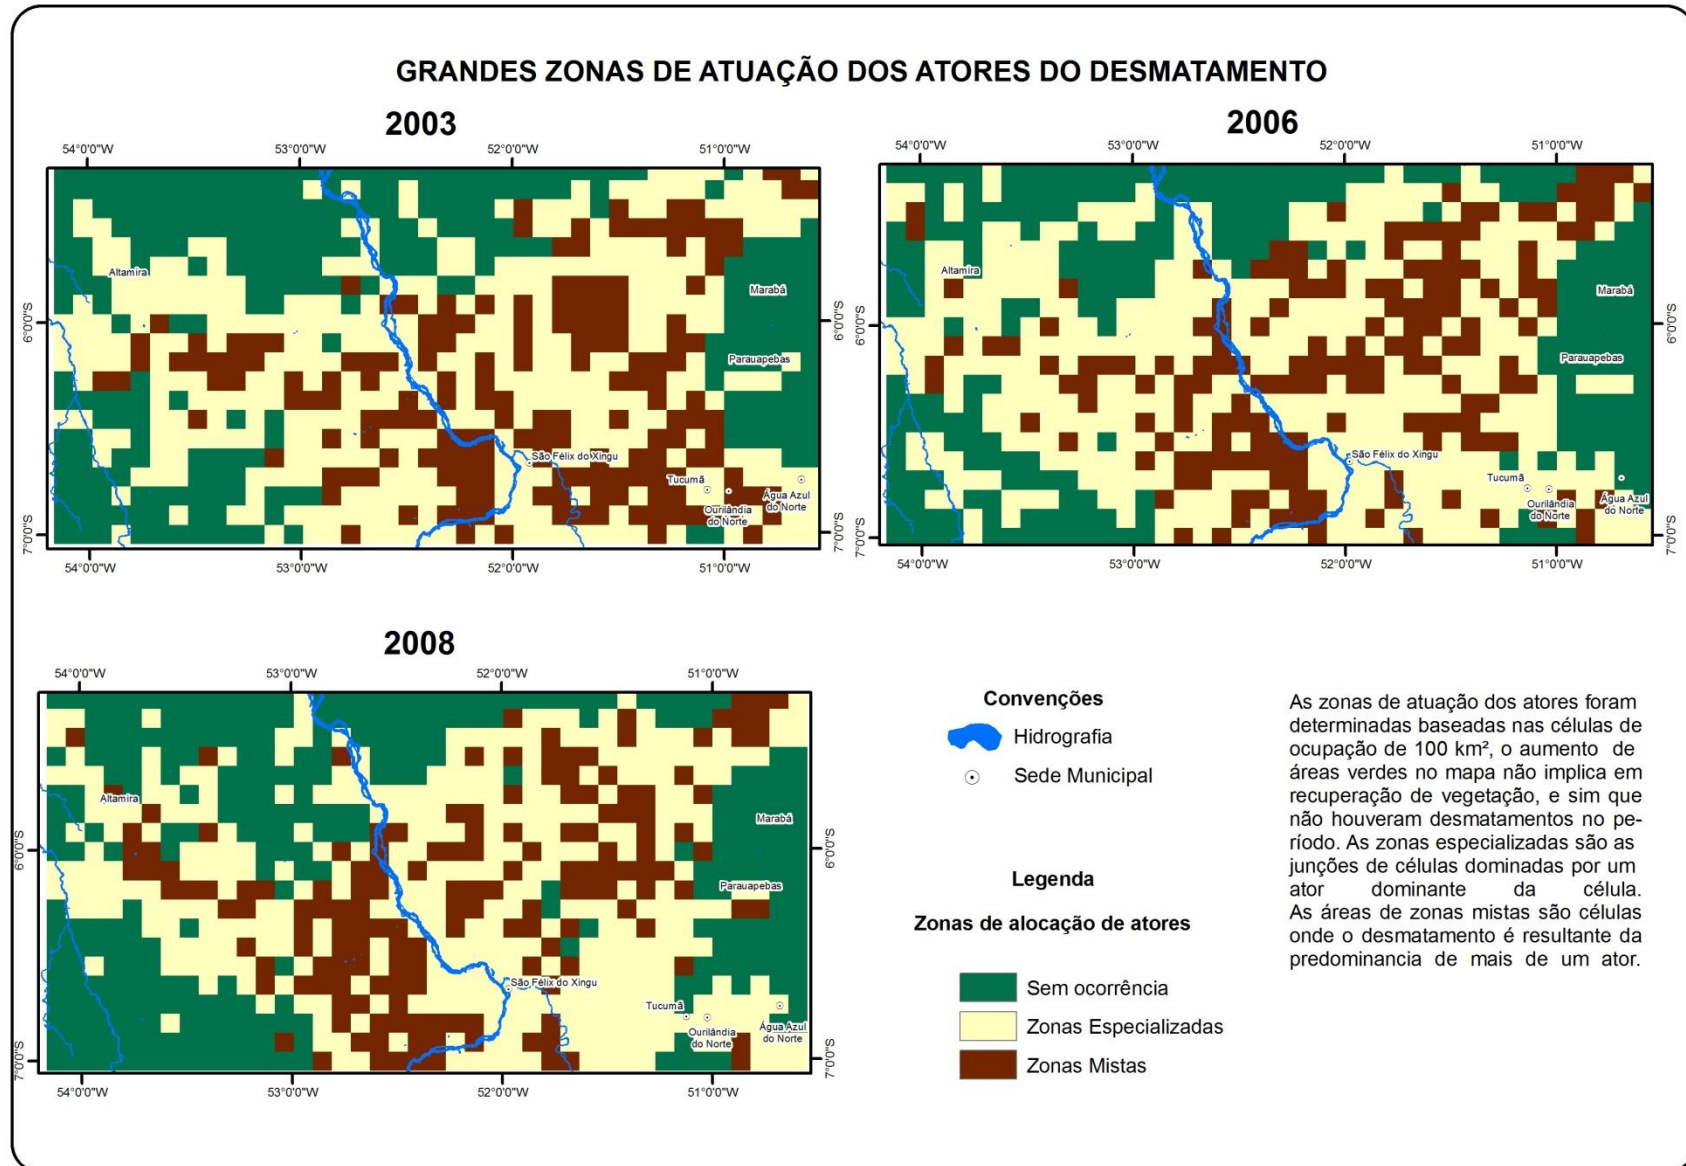 GRANDES ZONAS DE ATUAÇÃO DOS ATORES DO DESMATAMENTO
2003
54°0'0"W 53°0'0"W 52°0'0"W 51°0'0"W
Altamira
Marabá
6°0'0"S 6°0'0"S
Parauapebas
São Félix do Xingu
Tucumã
Ourilândia
do Norte
Água Azul
do Norte
7°0'0"S 7°0'0"S
54°0'0"W 53°0'0"W 52°0'0"W 51°0'0"W
2006
54°0'0"W 53°0'0"W 52°0'0"W 51°0'0"W
Altamira
Marabá
6°0'0"S 6°0'0"S
Parauapebas
São Félix do Xingu
Tucumã
Ourilândia
do Norte
Água Azul
do Norte
7°0'0"S 7°0'0"S
54°0'0"W 53°0'0"W 52°0'0"W 51°0'0"W
2008
54°0'0"W 53°0'0"W 52°0'0"W 51°0'0"W
Altamira
Marabá
6°0'0"S 6°0'0"S
Parauapebas
São Félix do Xingu
Tucumã
Ourilândia
do Norte
Água Azul
do Norte
7°0'0"S 7°0'0"S
54°0'0"W 53°0'0"W 52°0'0"W 51°0'0"W
Convenções
Hidrografia
Sede Municipal
Legenda
Zonas de alocação de atores
Sem ocorrência
Zonas Especializadas
Zonas Mistas
As zonas de atuação dos atores foram
determinadas baseadas nas células de
ocupação de 100 km², o aumento de
áreas verdes no mapa não implica em
recuperação de vegetação, e sim que
não houveram desmatamentos no pe-
ríodo. As zonas especializadas são as
junções de células dominadas por um
ator dominante da célula.
As áreas de zonas mistas são células
onde o desmatamento é resultante da
predominancia de mais de um ator.